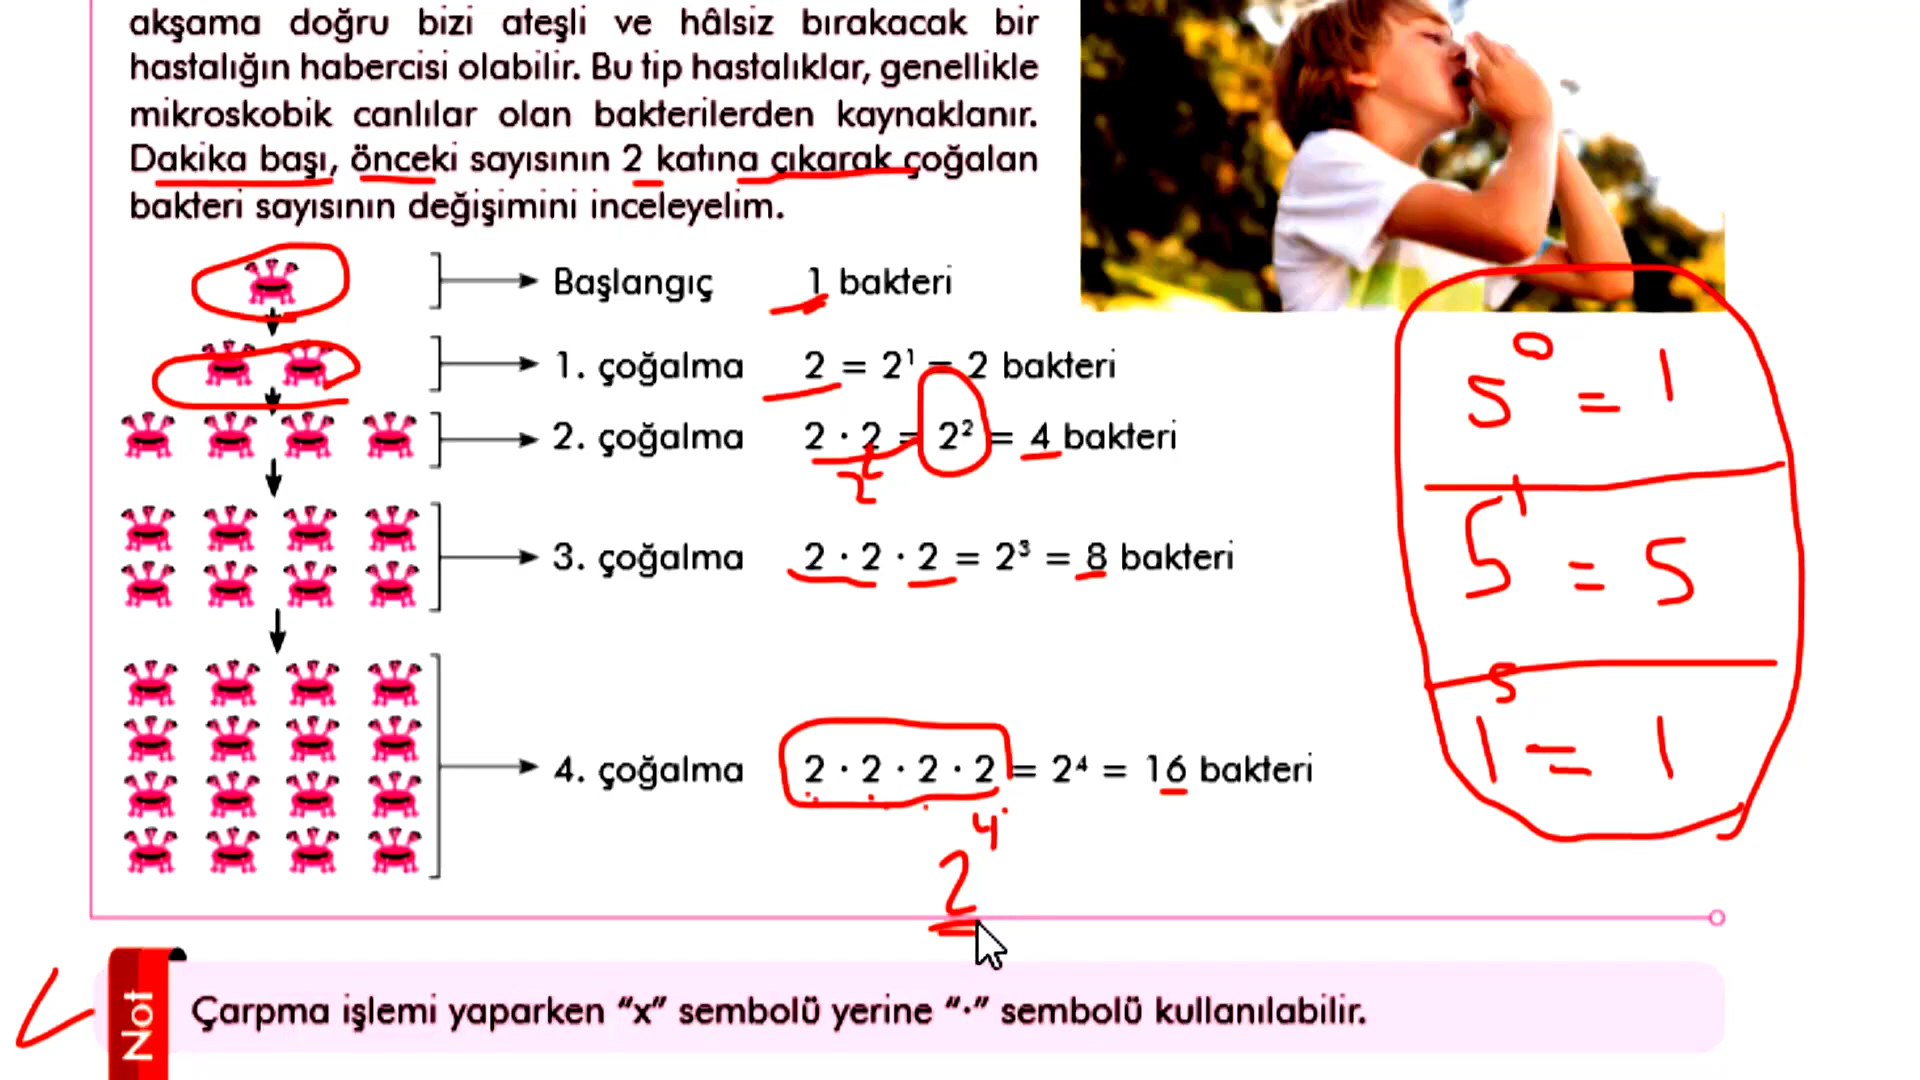 akşama doğru bizi ateşli ve hâlsiz bırakacak bir
hastalığın habercisi olabilir. Bu tip hastalıklar, genellikle
mikroskobik canlılar olan bakterilerden kaynaklanır.
Dakika başı, önceki sayısının 2 katına çıkarak çoğalan
bakteri sayısının değişimini inceleyelim.
Başlangıç 1 bakteri
1. çoğalma 2 = 2¹ = 2 bakteri
2. çoğalma 2 · 2 = 2² = 4 bakteri
2²
3. çoğalma 2 · 2 · 2 = 2³ = 8 bakteri
4. çoğalma 2 · 2 · 2 · 2 = 2⁴ = 16 bakteri
2⁴
5⁰ = 1
5¹ = 5
1⁵ = 1
Not
Çarpma işlemi yaparken “x” sembolü yerine “·” sembolü kullanılabilir.